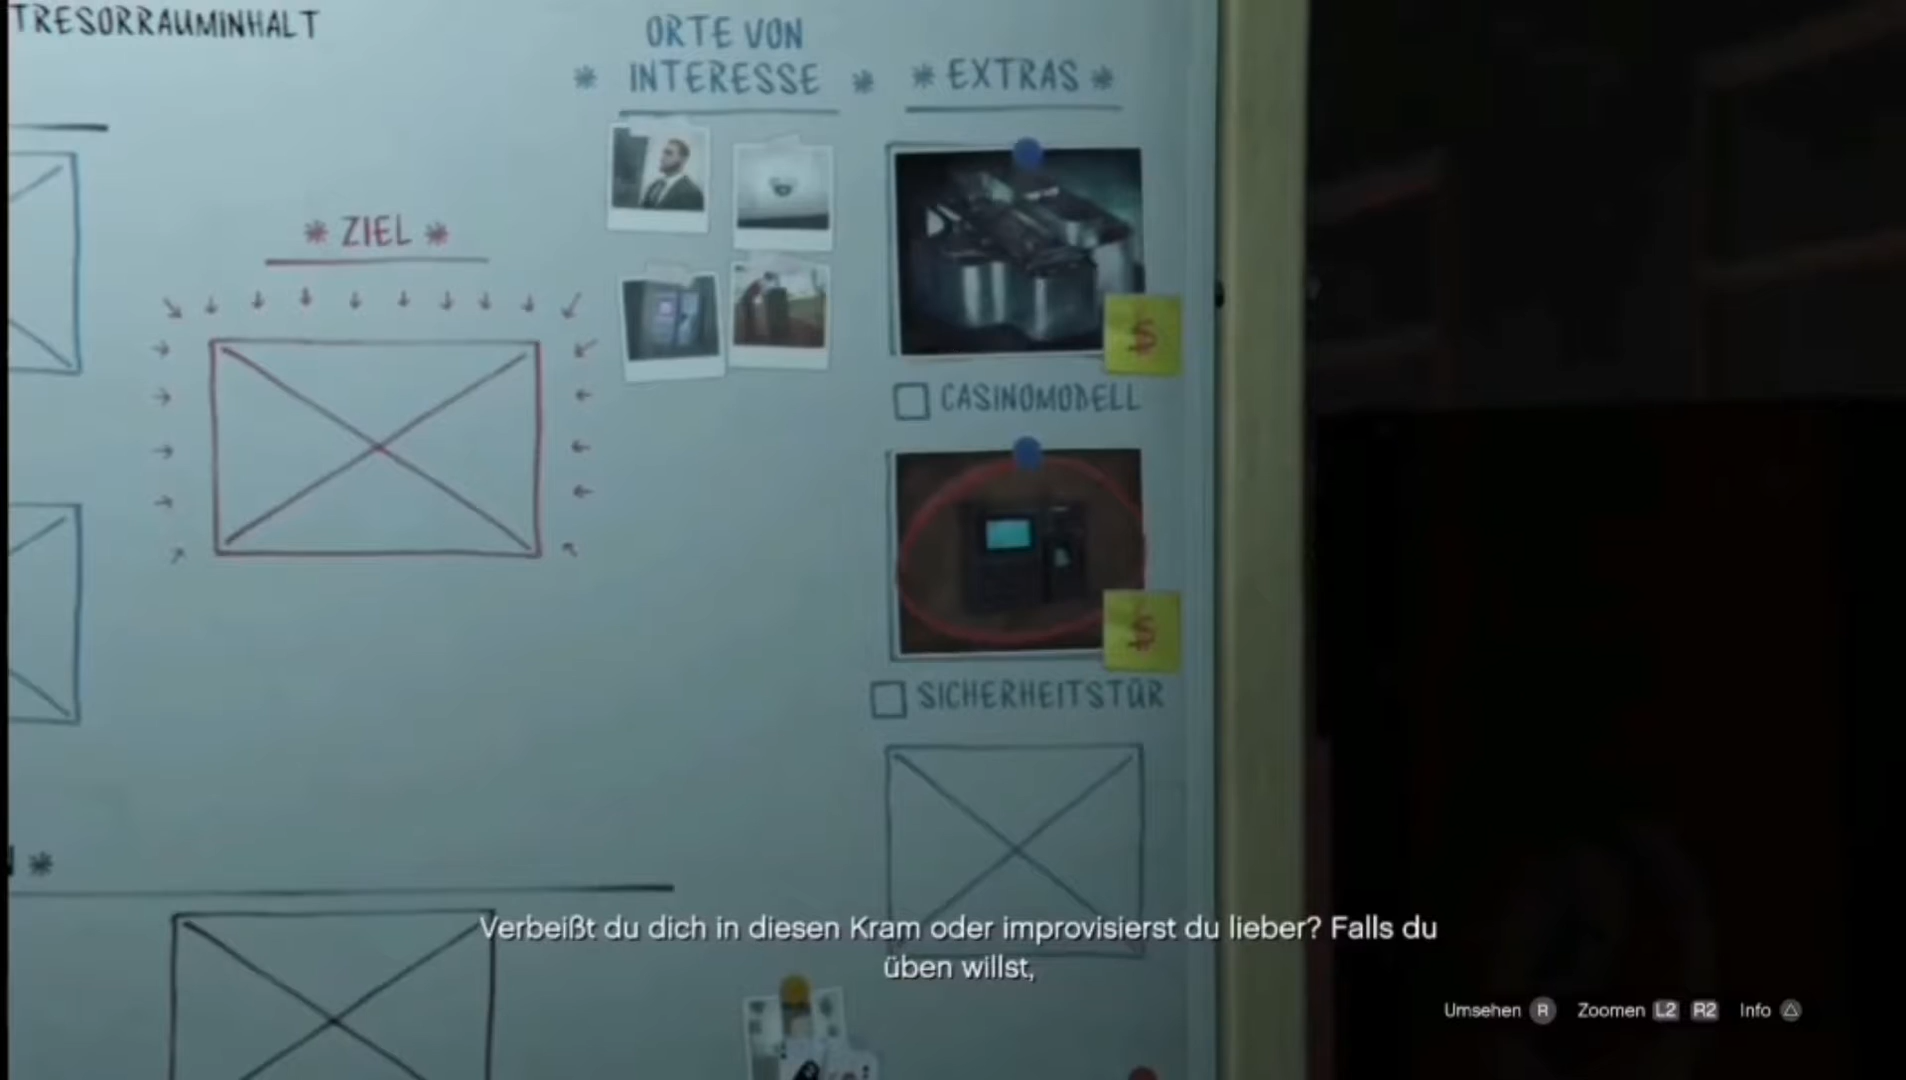 TRESORRAUMINHALT
ORTE VON
* INTERESSE *
* EXTRAS *
* ZIEL *
$
CASINOMODELL
$
SICHERHEITSTÜR
*
Verbeißt du dich in diesen Kram oder improvisierst du lieber? Falls du
üben willst,
Umsehen R Zoomen L2 R2 Info